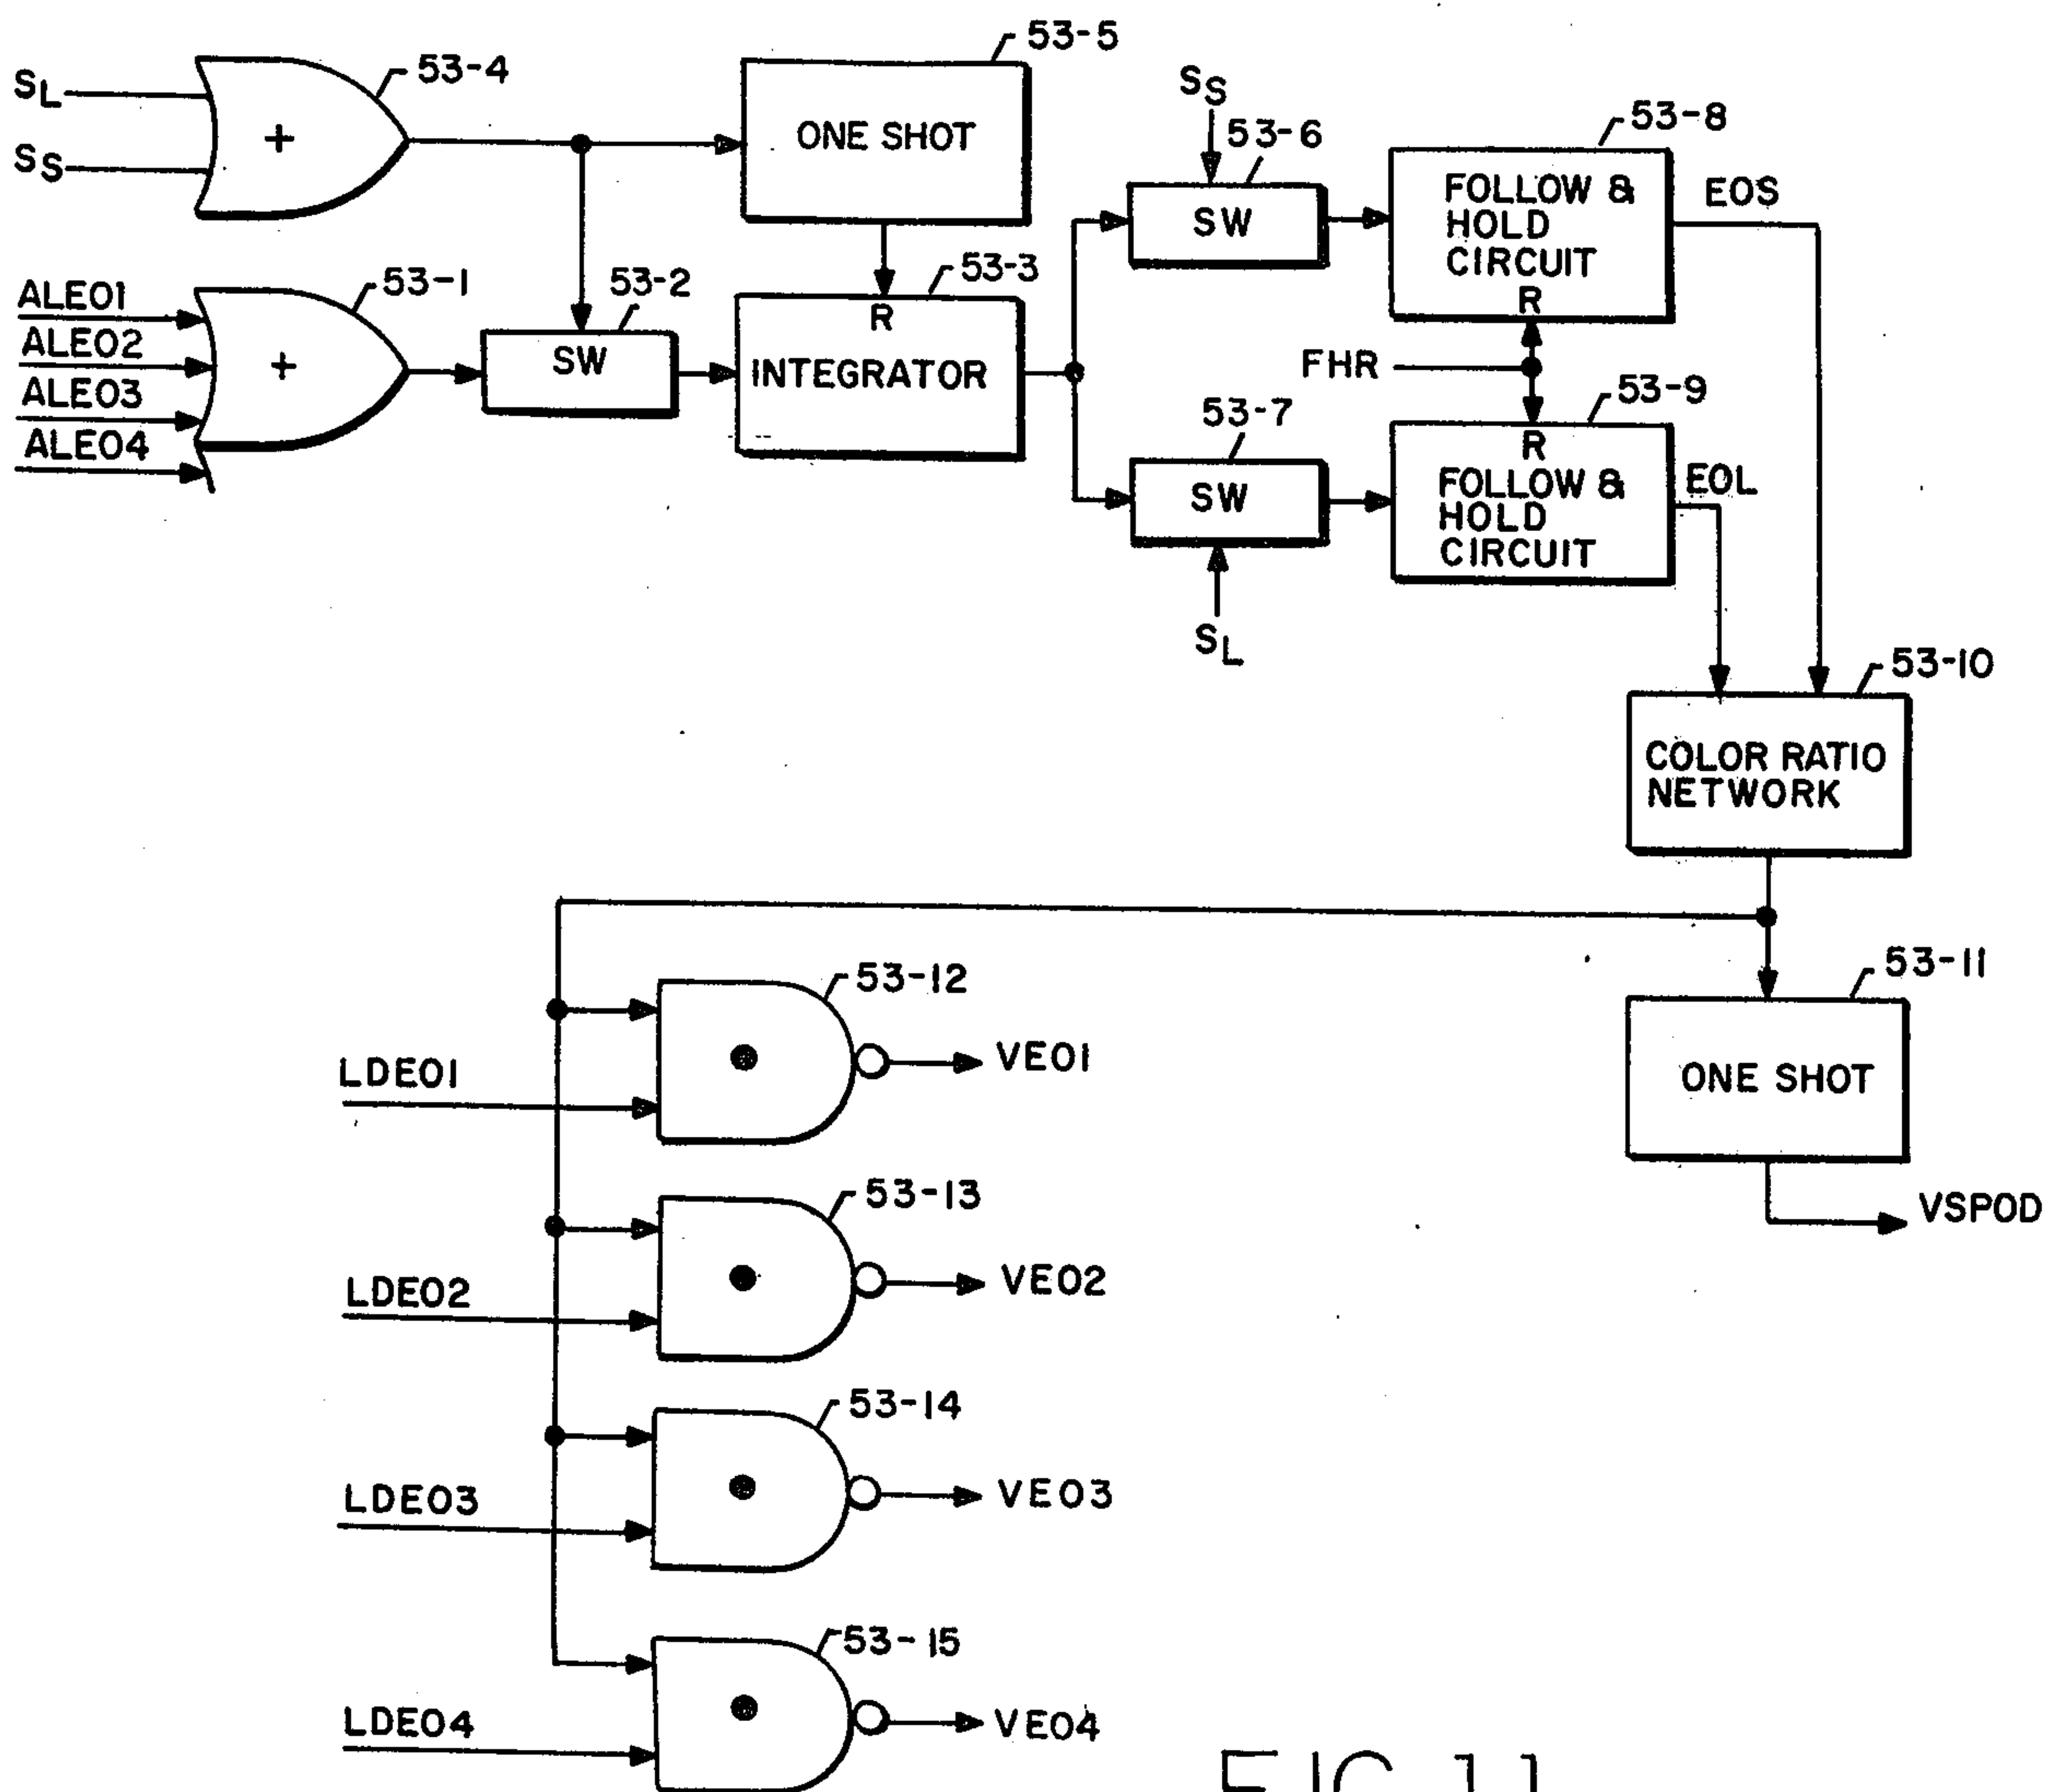 53-5
53-4
SL
+
ONE SHOT
SS
SS
53-6
53-8
SW
FOLLOW &
HOLD
CIRCUIT
R
EOS
ALE01
ALE02
ALE03
ALE04
53-1
+
53-2
SW
53-3
R
INTEGRATOR
FHR
53-7
SW
SL
53-9
R
FOLLOW &
HOLD
CIRCUIT
EOL
53-10
COLOR RATIO
NETWORK
53-11
ONE SHOT
VSPOD
53-12
LDE01
VE01
53-13
LDE02
VE02
53-14
LDE03
VE03
53-15
LDE04
VE04
FIG. 11